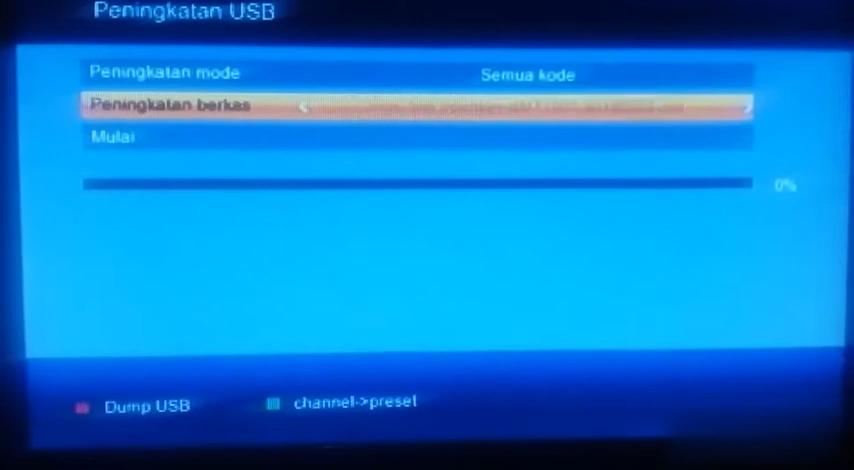 Peningkatan USB
Peningkatan mode Semua kode
Peningkatan berkas
Mulai
0%
Dump USB channel->preset